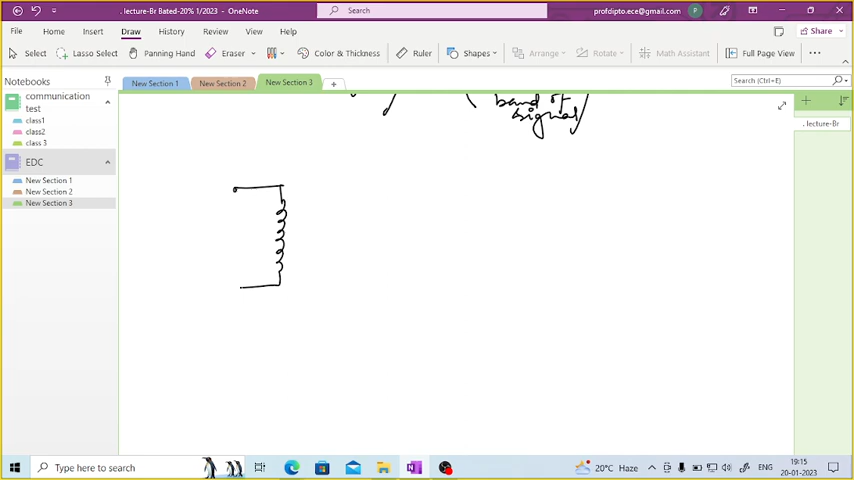 . lecture-Br Bated-20% 1/2023 - OneNote
Search
profdipto.ece@gmail.com
P
File
Home
Insert
Draw
History
Review
View
Help
Share
Select
Lasso Select
Panning Hand
Eraser
Color & Thickness
Ruler
Shapes
Arrange
Rotate
Math Assistant
Full Page View
Notebooks
New Section 1
New Section 2
New Section 3
Search (Ctrl+E)
communication
test
class1
class2
class 3
EDC
New Section 1
New Section 2
New Section 3
. lecture-Br
band of
signal
Type here to search
20°C Haze
ENG
19:15
20-01-2023